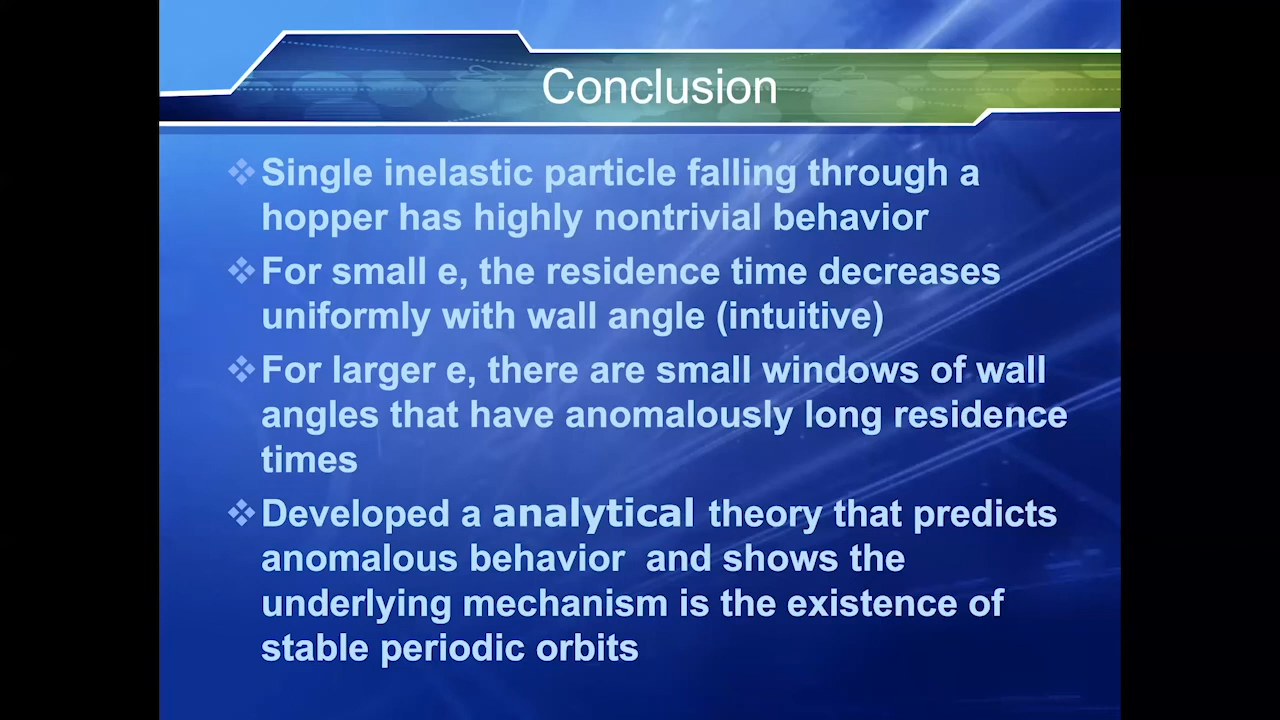 Conclusion
❖Single inelastic particle falling through a
hopper has highly nontrivial behavior
❖For small e, the residence time decreases
uniformly with wall angle (intuitive)
❖For larger e, there are small windows of wall
angles that have anomalously long residence
times
❖Developed a analytical theory that predicts
anomalous behavior  and shows the
underlying mechanism is the existence of
stable periodic orbits